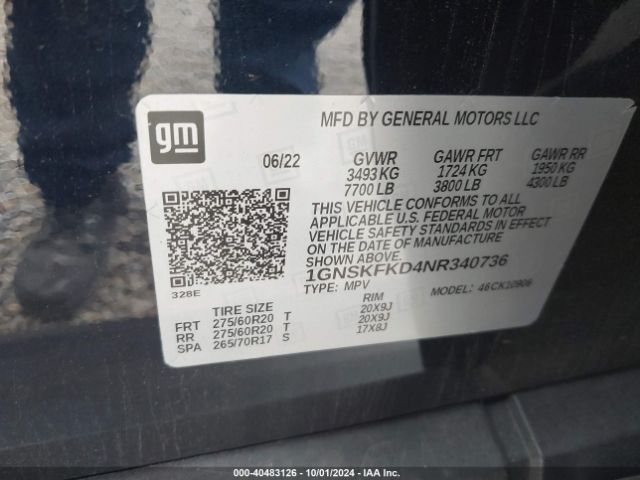 gm
MFD BY GENERAL MOTORS LLC
06/22 GVWR GAWR FRT GAWR RR
3493 KG 1724 KG 1950 KG
7700 LB 3800 LB 4300 LB
THIS VEHICLE CONFORMS TO ALL
APPLICABLE U.S. FEDERAL MOTOR
VEHICLE SAFETY STANDARDS IN EFFECT
ON THE DATE OF MANUFACTURE
SHOWN ABOVE.
1GNSKFKD4NR340736
TYPE: MPV MODEL: 46CK10906
328E
TIRE SIZE RIM
FRT 275/60R20 T 20X9J
RR 275/60R20 T 20X9J
SPA 265/70R17 S 17X8J
000-40483126 - 10/01/2024 - IAA Inc.